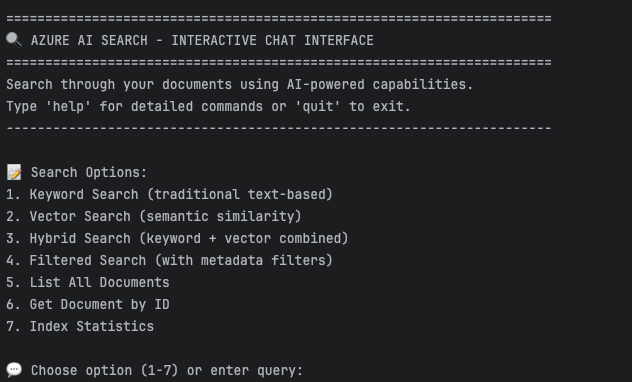 ======================================================================
🔍 AZURE AI SEARCH - INTERACTIVE CHAT INTERFACE
======================================================================
Search through your documents using AI-powered capabilities.
Type 'help' for detailed commands or 'quit' to exit.
----------------------------------------------------------------------
📝 Search Options:
1. Keyword Search (traditional text-based)
2. Vector Search (semantic similarity)
3. Hybrid Search (keyword + vector combined)
4. Filtered Search (with metadata filters)
5. List All Documents
6. Get Document by ID
7. Index Statistics
💬 Choose option (1-7) or enter query: